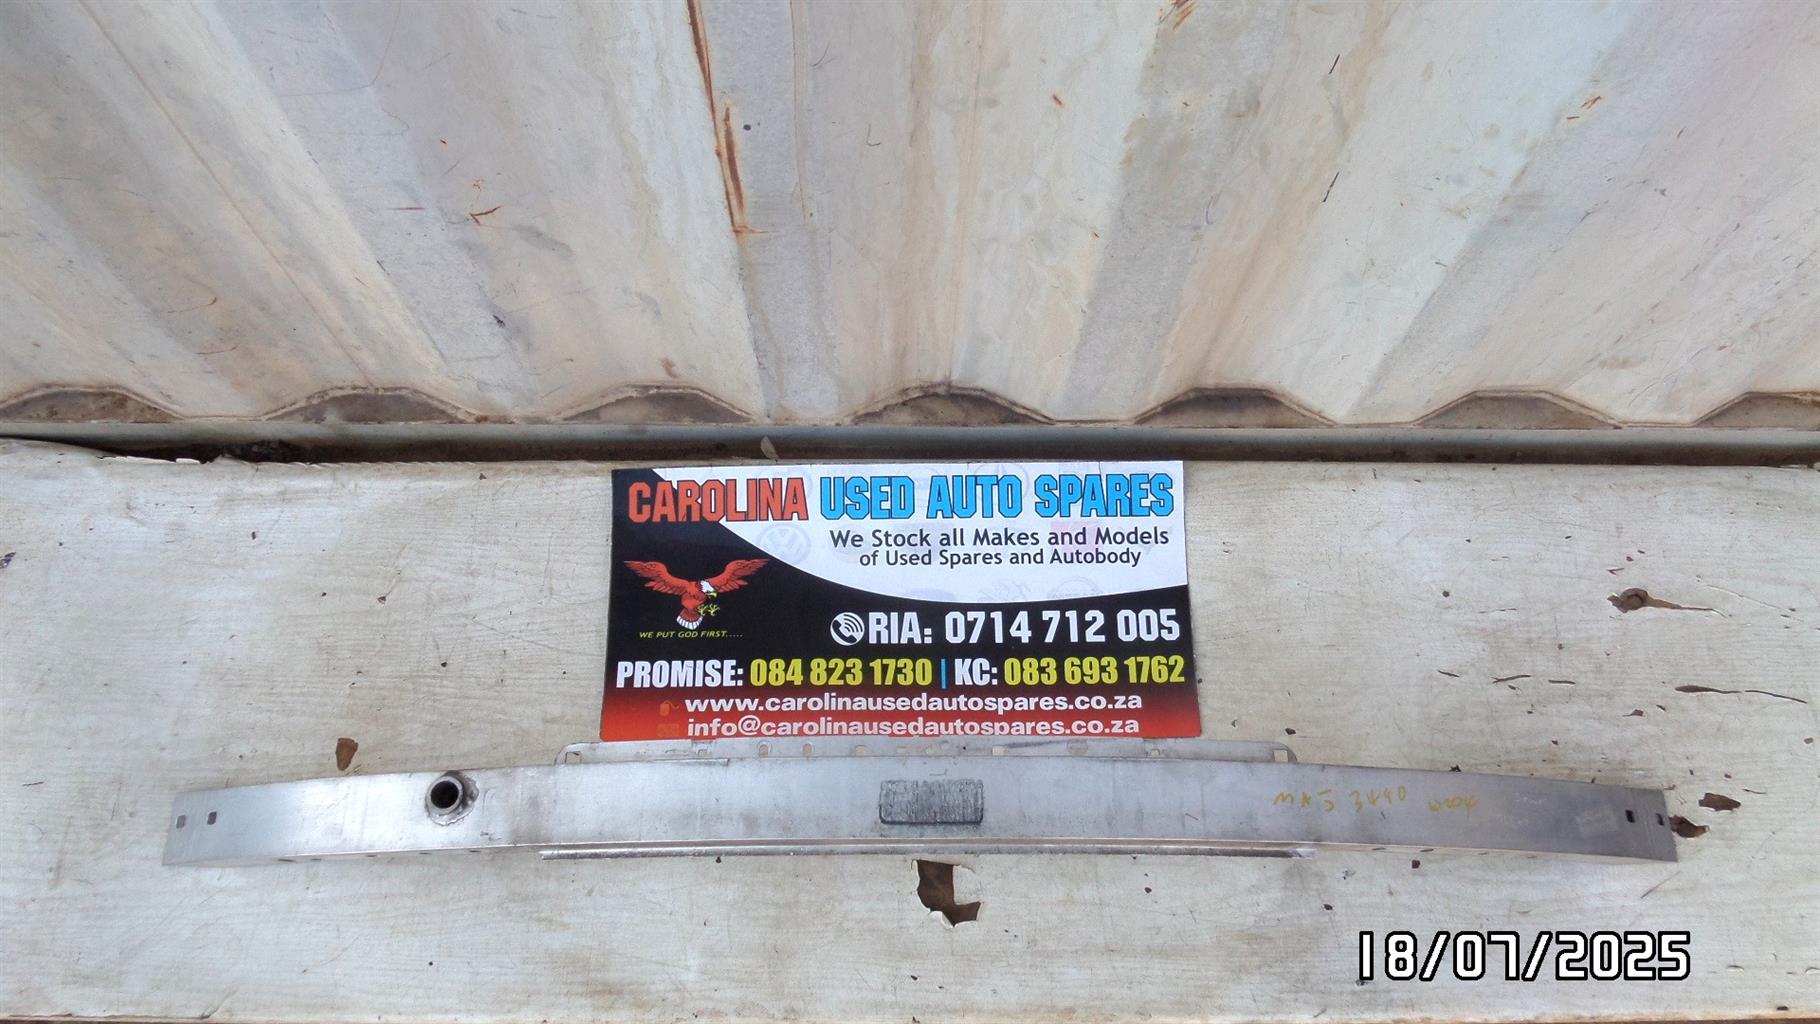 CAROLINA USED AUTO SPARES
We Stock all Makes and Models
of Used Spares and Autobody
WE PUT GOD FIRST.....
RIA: 0714 712 005
PROMISE: 084 823 1730 | KC: 083 693 1762
www.carolinausedautospares.co.za
info@carolinausedautospares.co.za
3440
18/07/2025